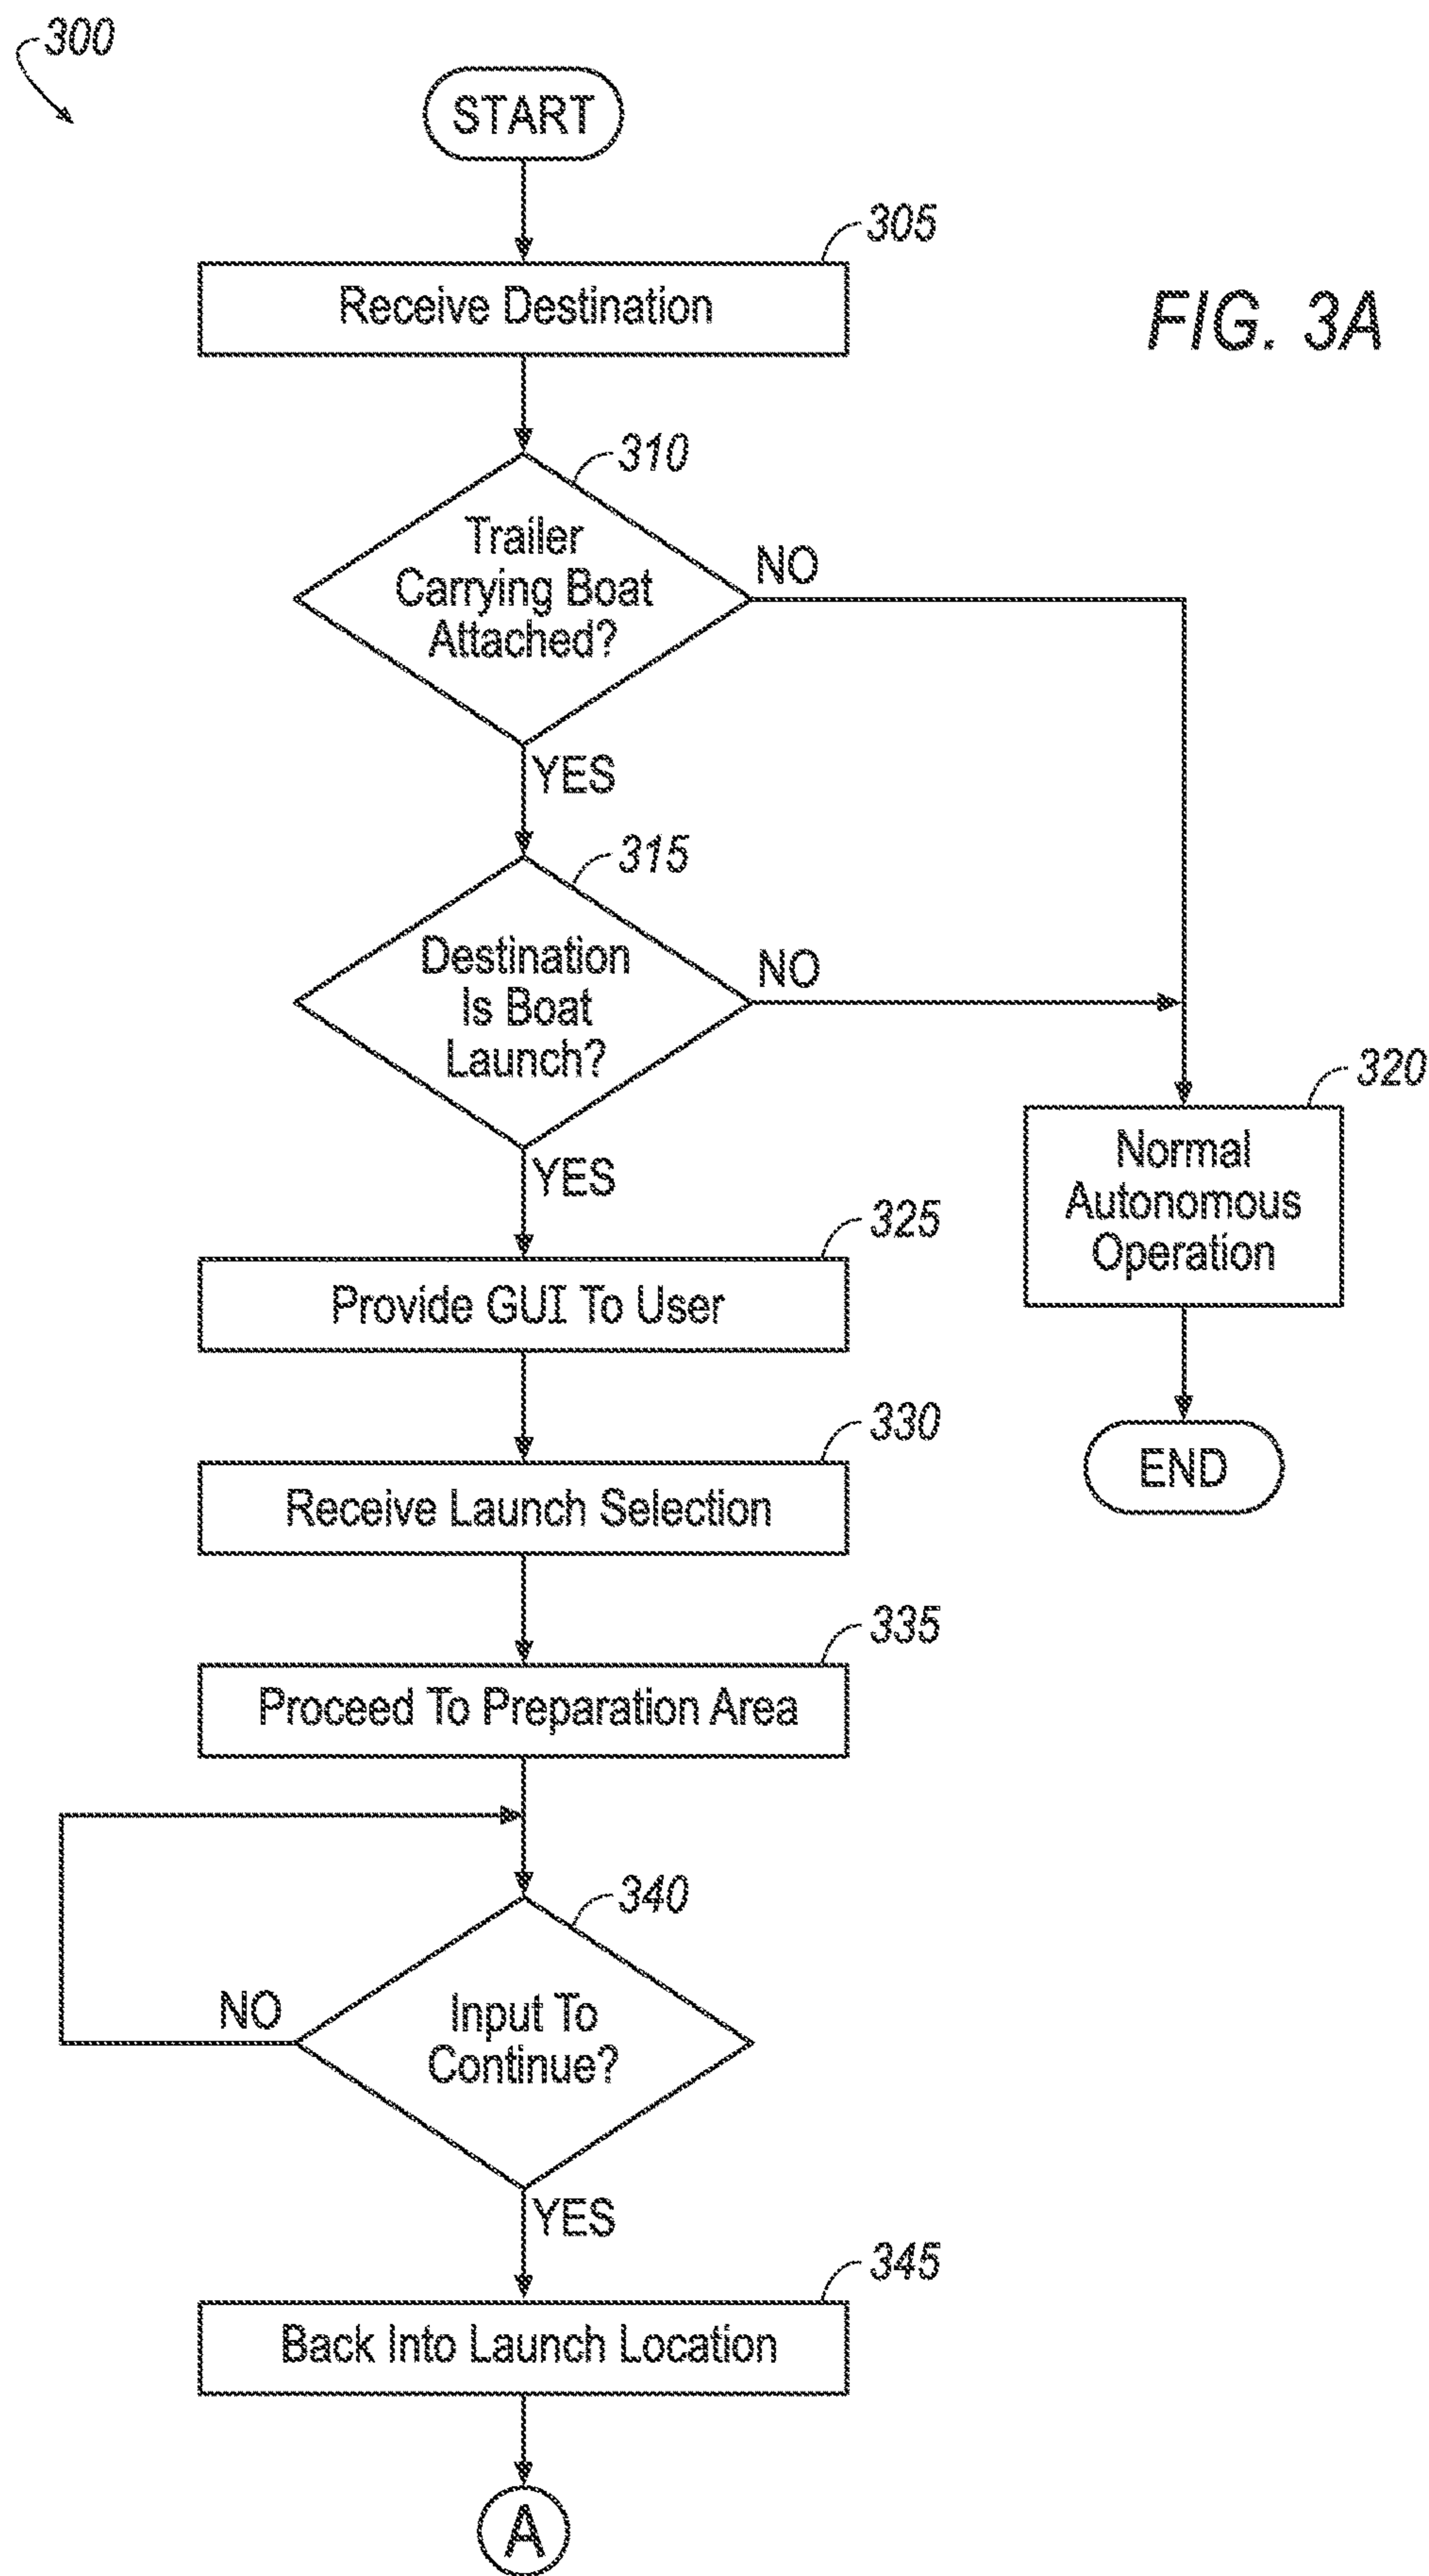 300
START
305
Receive Destination
FIG. 3A
310
Trailer
Carrying Boat
Attached?
NO
YES
315
Destination
Is Boat
Launch?
NO
YES
320
Normal
Autonomous
Operation
END
325
Provide GUI To User
330
Receive Launch Selection
335
Proceed To Preparation Area
340
Input To
Continue?
NO
YES
345
Back Into Launch Location
A